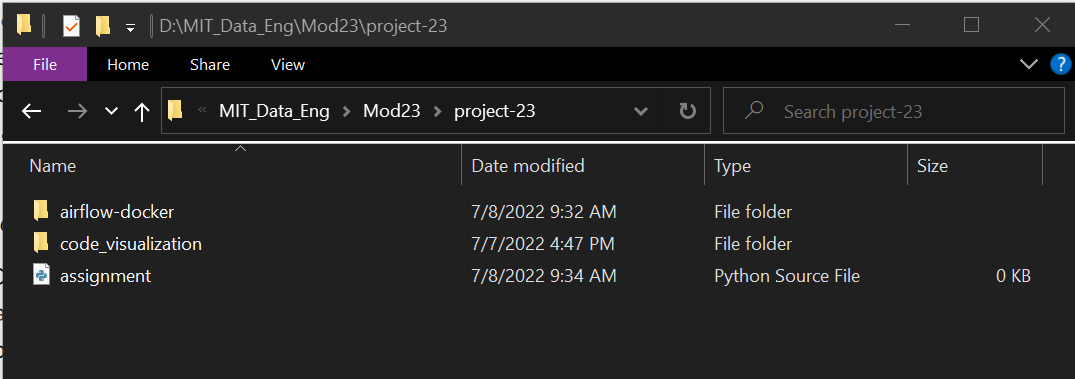 D:\MIT_Data_Eng\Mod23\project-23
File Home Share View ?
« MIT_Data_Eng > Mod23 > project-23 Search project-23
Name Date modified Type Size
airflow-docker 7/8/2022 9:32 AM File folder
code_visualization 7/7/2022 4:47 PM File folder
assignment 7/8/2022 9:34 AM Python Source File 0 KB